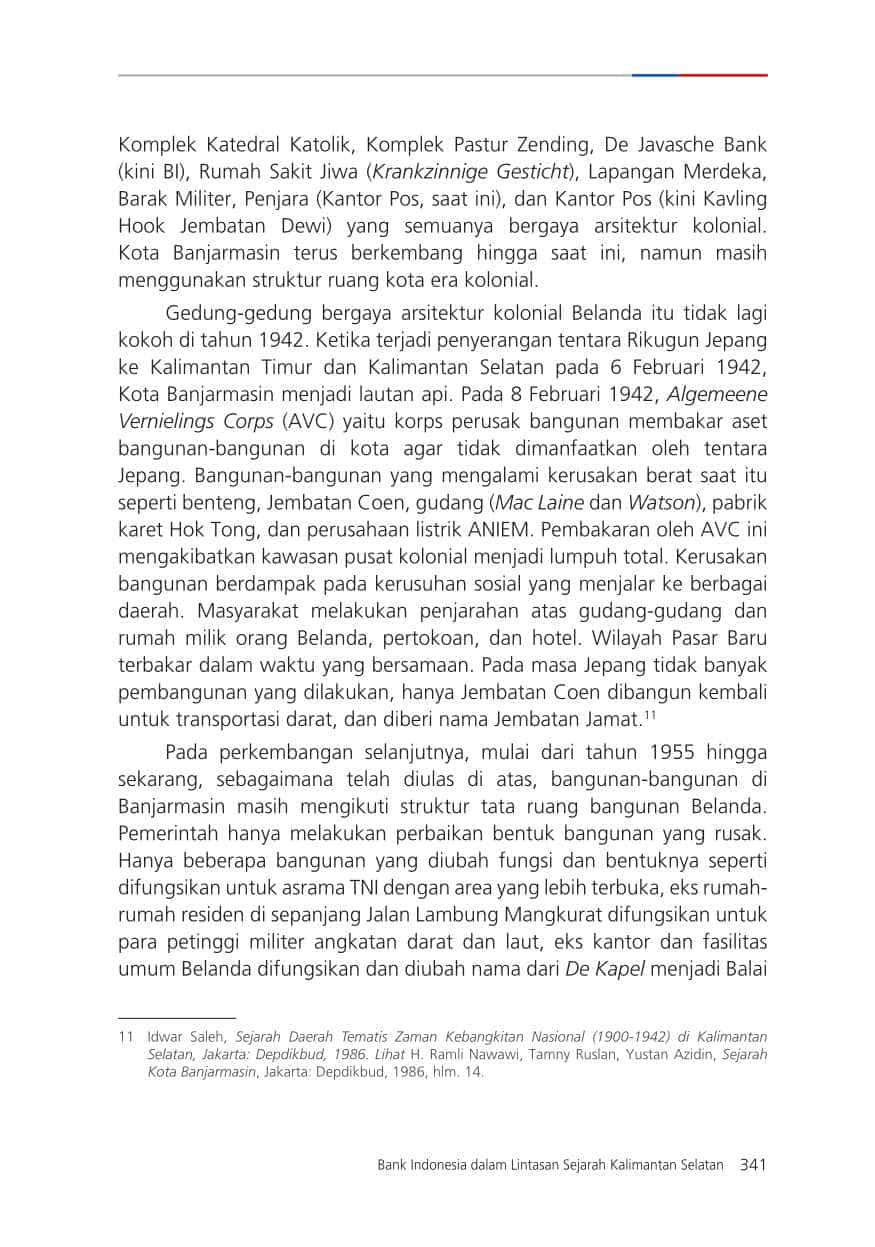 Komplek Katedral Katolik, Komplek Pastur Zending, De Javasche Bank
(kini BI), Rumah Sakit Jiwa (Krankzinnige Gesticht), Lapangan Merdeka,
Barak Militer, Penjara (Kantor Pos, saat ini), dan Kantor Pos (kini Kavling
Hook Jembatan Dewi) yang semuanya bergaya arsitektur kolonial.
Kota Banjarmasin terus berkembang hingga saat ini, namun masih
menggunakan struktur ruang kota era kolonial.
Gedung-gedung bergaya arsitektur kolonial Belanda itu tidak lagi
kokoh di tahun 1942. Ketika terjadi penyerangan tentara Rikugun Jepang
ke Kalimantan Timur dan Kalimantan Selatan pada 6 Februari 1942,
Kota Banjarmasin menjadi lautan api. Pada 8 Februari 1942, Algemeene
Vernielings Corps (AVC) yaitu korps perusak bangunan membakar aset
bangunan-bangunan di kota agar tidak dimanfaatkan oleh tentara
Jepang. Bangunan-bangunan yang mengalami kerusakan berat saat itu
seperti benteng, Jembatan Coen, gudang (Mac Laine dan Watson), pabrik
karet Hok Tong, dan perusahaan listrik ANIEM. Pembakaran oleh AVC ini
mengakibatkan kawasan pusat kolonial menjadi lumpuh total. Kerusakan
bangunan berdampak pada kerusuhan sosial yang menjalar ke berbagai
daerah. Masyarakat melakukan penjarahan atas gudang-gudang dan
rumah milik orang Belanda, pertokoan, dan hotel. Wilayah Pasar Baru
terbakar dalam waktu yang bersamaan. Pada masa Jepang tidak banyak
pembangunan yang dilakukan, hanya Jembatan Coen dibangun kembali
untuk transportasi darat, dan diberi nama Jembatan Jamat.11
Pada perkembangan selanjutnya, mulai dari tahun 1955 hingga
sekarang, sebagaimana telah diulas di atas, bangunan-bangunan di
Banjarmasin masih mengikuti struktur tata ruang bangunan Belanda.
Pemerintah hanya melakukan perbaikan bentuk bangunan yang rusak.
Hanya beberapa bangunan yang diubah fungsi dan bentuknya seperti
difungsikan untuk asrama TNI dengan area yang lebih terbuka, eks rumah-
rumah residen di sepanjang Jalan Lambung Mangkurat difungsikan untuk
para petinggi militer angkatan darat dan laut, eks kantor dan fasilitas
umum Belanda difungsikan dan diubah nama dari De Kapel menjadi Balai
11 Idwar Saleh, Sejarah Daerah Tematis Zaman Kebangkitan Nasional (1900-1942) di Kalimantan
Selatan, Jakarta: Depdikbud, 1986. Lihat H. Ramli Nawawi, Tamny Ruslan, Yustan Azidin, Sejarah
Kota Banjarmasin, Jakarta: Depdikbud, 1986, hlm. 14.
Bank Indonesia dalam Lintasan Sejarah Kalimantan Selatan 341